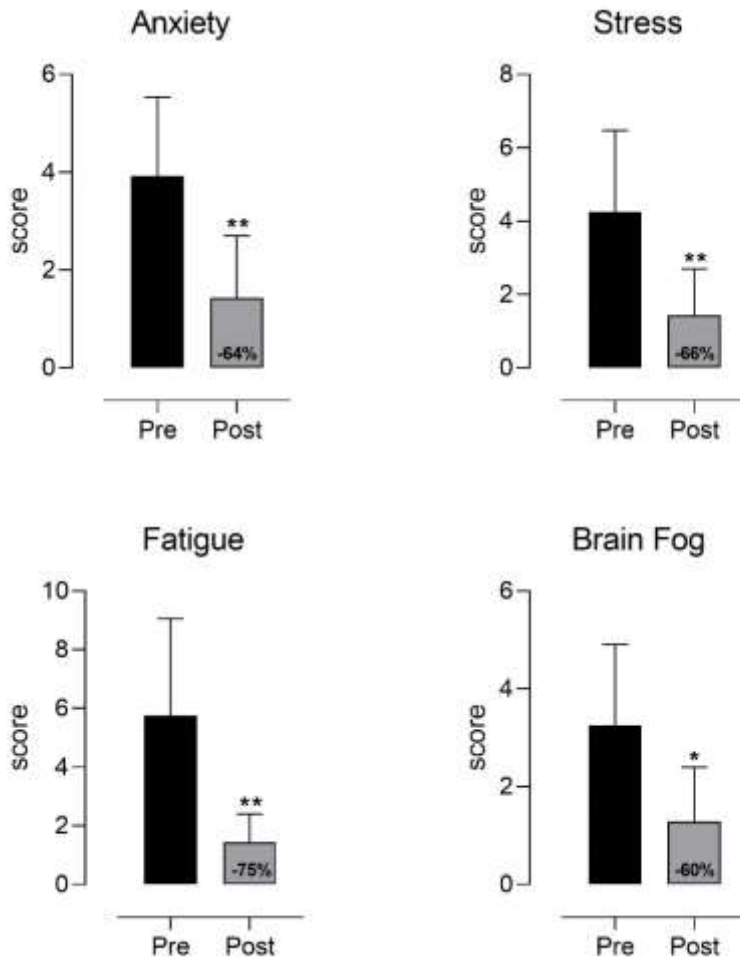 Anxiety
6
4
2
0
score
**
-64%
Pre Post
Stress
8
6
4
2
0
score
**
-66%
Pre Post
Fatigue
10
8
6
4
2
0
score
**
-75%
Pre Post
Brain Fog
6
4
2
0
score
*
-60%
Pre Post